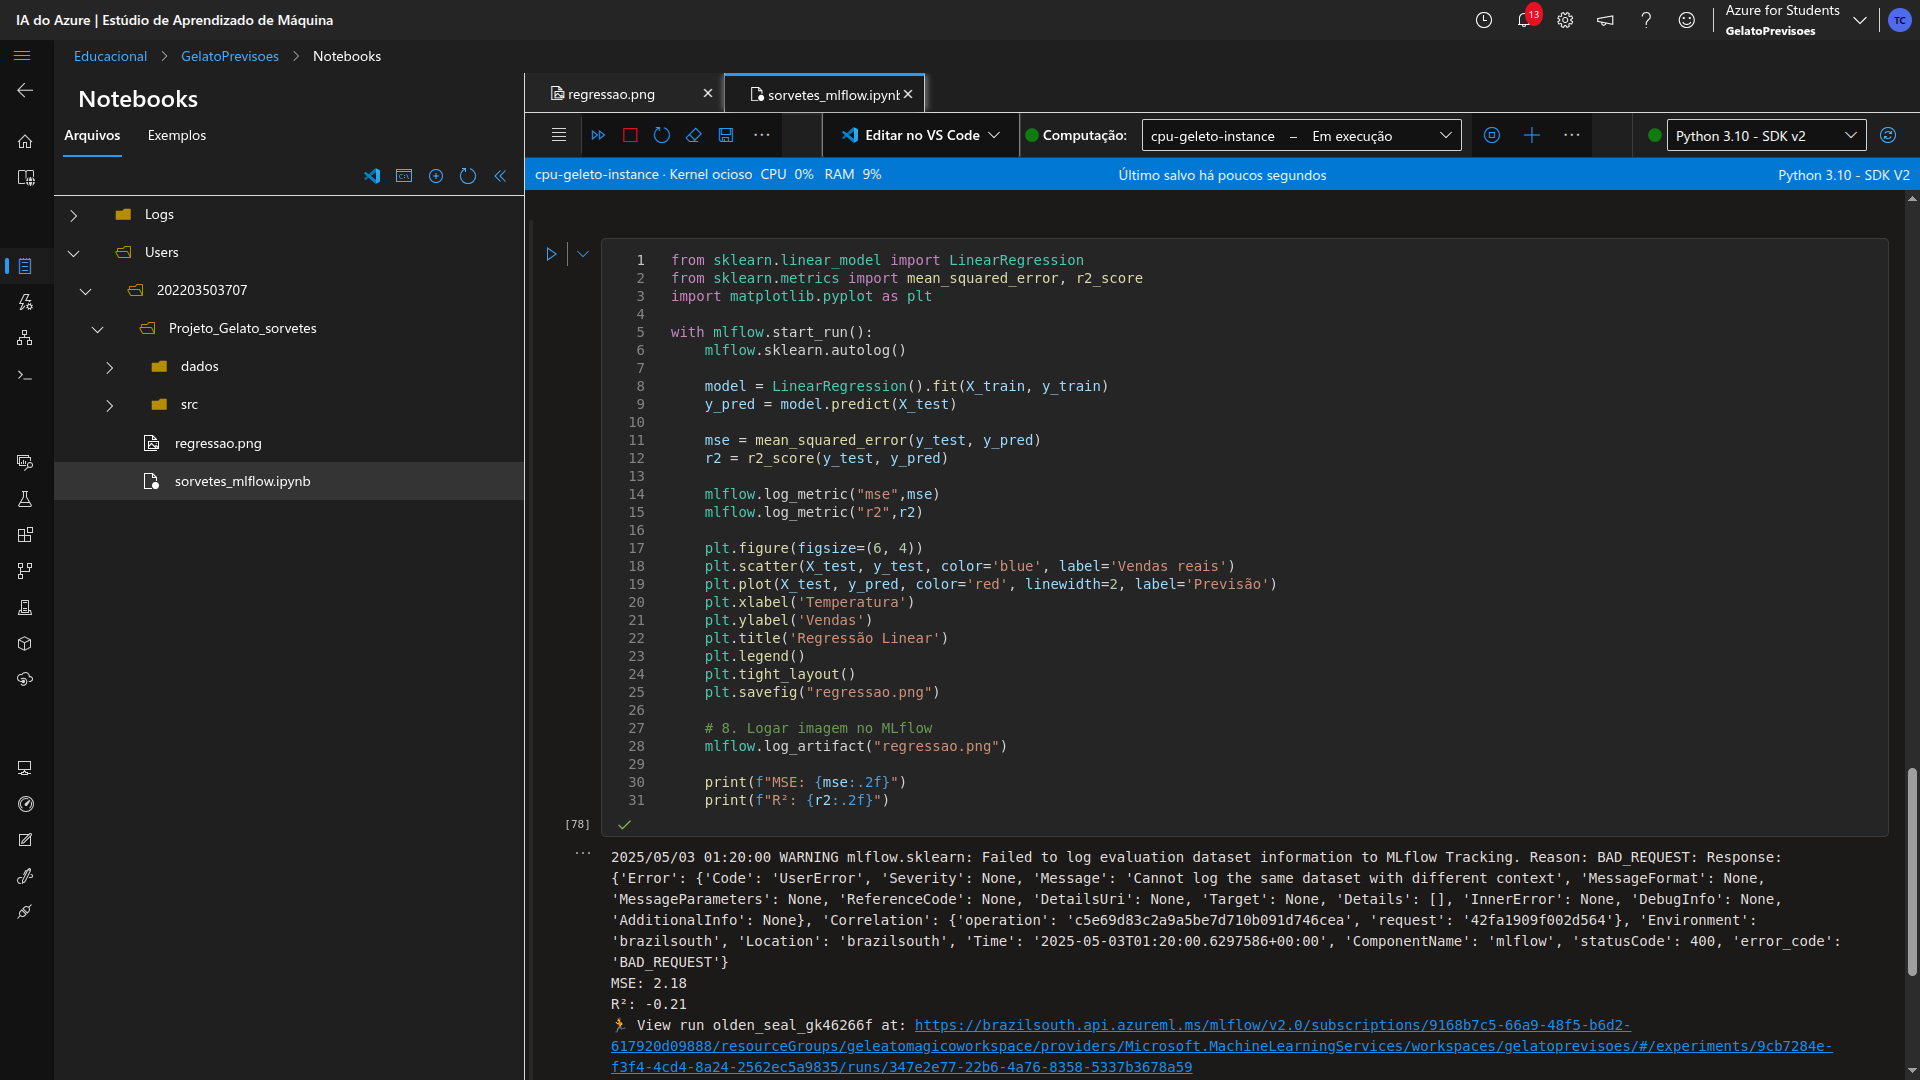 IA do Azure | Estúdio de Aprendizado de Máquina
13
Azure for Students
GelatoPrevisoes
TC
Educacional > GelatoPrevisoes > Notebooks
Notebooks
Arquivos Exemplos
Logs
Users
202203503707
Projeto_Gelato_sorvetes
dados
src
regressao.png
sorvetes_mlflow.ipynb
regressao.png
sorvetes_mlflow.ipynb
Editar no VS Code
Computação:
cpu-geleto-instance – Em execução
Python 3.10 - SDK v2
cpu-geleto-instance · Kernel ocioso CPU 0% RAM 9%
Último salvo há poucos segundos
Python 3.10 - SDK V2
1 from sklearn.linear_model import LinearRegression
2 from sklearn.metrics import mean_squared_error, r2_score
3 import matplotlib.pyplot as plt
4
5 with mlflow.start_run():
6     mlflow.sklearn.autolog()
7
8     model = LinearRegression().fit(X_train, y_train)
9     y_pred = model.predict(X_test)
10
11     mse = mean_squared_error(y_test, y_pred)
12     r2 = r2_score(y_test, y_pred)
13
14     mlflow.log_metric("mse",mse)
15     mlflow.log_metric("r2",r2)
16
17     plt.figure(figsize=(6, 4))
18     plt.scatter(X_test, y_test, color='blue', label='Vendas reais')
19     plt.plot(X_test, y_pred, color='red', linewidth=2, label='Previsão')
20     plt.xlabel('Temperatura')
21     plt.ylabel('Vendas')
22     plt.title('Regressão Linear')
23     plt.legend()
24     plt.tight_layout()
25     plt.savefig("regressao.png")
26
27     # 8. Logar imagem no MLflow
28     mlflow.log_artifact("regressao.png")
29
30     print(f"MSE: {mse:.2f}")
31     print(f"R²: {r2:.2f}")
[78]
2025/05/03 01:20:00 WARNING mlflow.sklearn: Failed to log evaluation dataset information to MLflow Tracking. Reason: BAD_REQUEST: Response:
{'Error': {'Code': 'UserError', 'Severity': None, 'Message': 'Cannot log the same dataset with different context', 'MessageFormat': None,
'MessageParameters': None, 'ReferenceCode': None, 'DetailsUri': None, 'Target': None, 'Details': [], 'InnerError': None, 'DebugInfo': None,
'AdditionalInfo': None}, 'Correlation': {'operation': 'c5e69d83c2a9a5be7d710b091d746cea', 'request': '42fa1909f002d564'}, 'Environment':
'brazilsouth', 'Location': 'brazilsouth', 'Time': '2025-05-03T01:20:00.6297586+00:00', 'ComponentName': 'mlflow', 'statusCode': 400, 'error_code':
'BAD_REQUEST'}
MSE: 2.18
R²: -0.21
🏃 View run olden_seal_gk46266f at: https://brazilsouth.api.azureml.ms/mlflow/v2.0/subscriptions/9168b7c5-66a9-48f5-b6d2-
617920d09888/resourceGroups/geleatomagicoworkspace/providers/Microsoft.MachineLearningServices/workspaces/gelatoprevisoes/#/experiments/9cb7284e-
f3f4-4cd4-8a24-2562ec5a9835/runs/347e2e77-22b6-4a76-8358-5337b3678a59